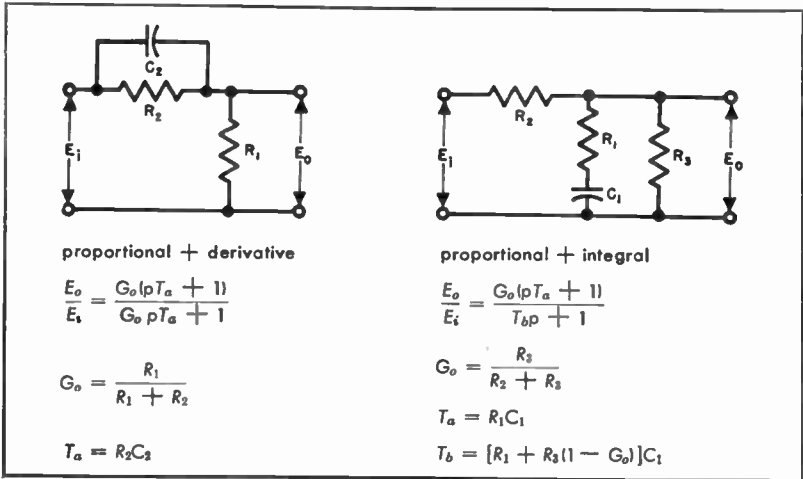 C₂
R₂
R₁
Eᵢ
Eₒ
R₂
R₁
C₁
R₃
Eᵢ
Eₒ
proportional + derivative
Eₒ/Eᵢ = Gₒ(pTₐ + 1)/(Gₒ pTₐ + 1)
Gₒ = R₁/(R₁ + R₂)
Tₐ = R₂C₂
proportional + integral
Eₒ/Eᵢ = Gₒ(pTₐ + 1)/(T_b p + 1)
Gₒ = R₃/(R₂ + R₃)
Tₐ = R₁C₁
T_b = [R₁ + R₃(1 − Gₒ)]C₁